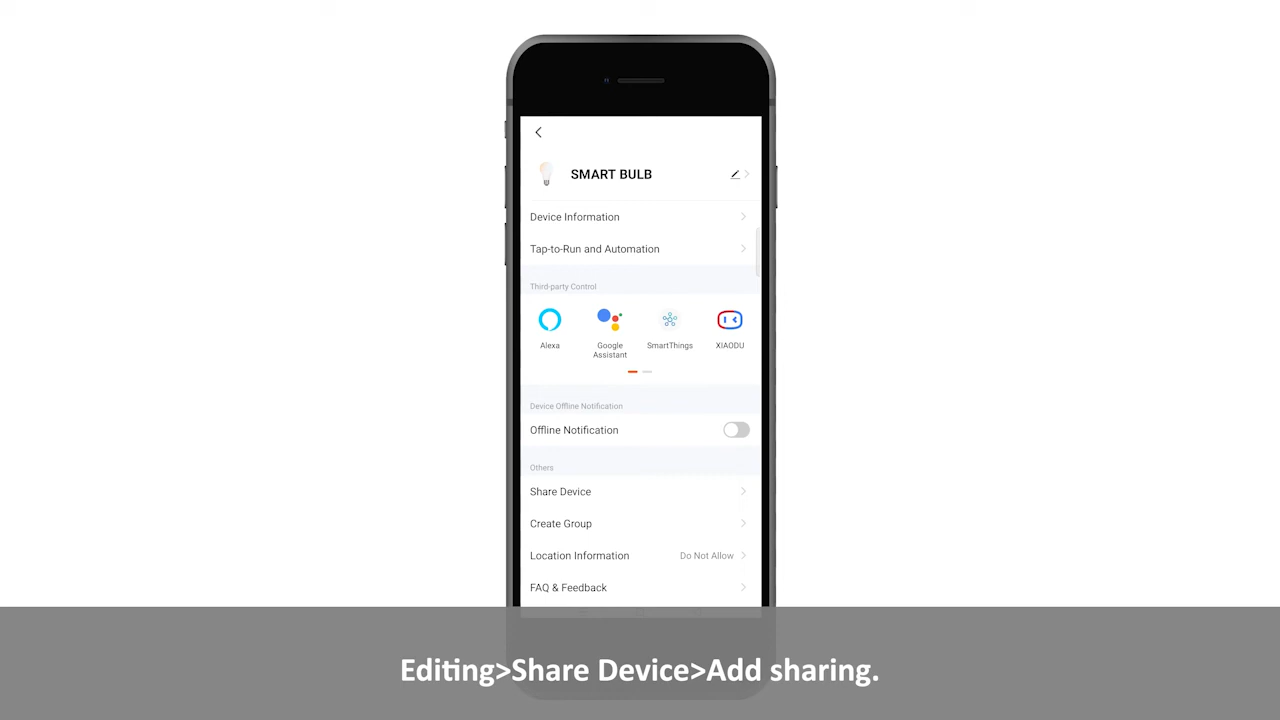 SMART BULB
Device Information
Tap-to-Run and Automation
Third-party Control
Alexa
Google
Assistant
SmartThings
XIAODU
Device Offline Notification
Offline Notification
Others
Share Device
Create Group
Location Information Do Not Allow
FAQ & Feedback
Editing>Share Device>Add sharing.